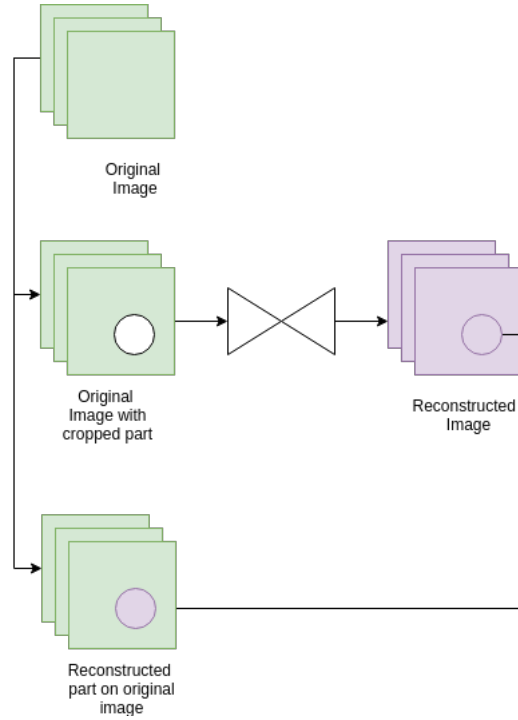 Original
Image
Original
Image with
cropped part
Reconstructed
Image
Reconstructed
part on original
image